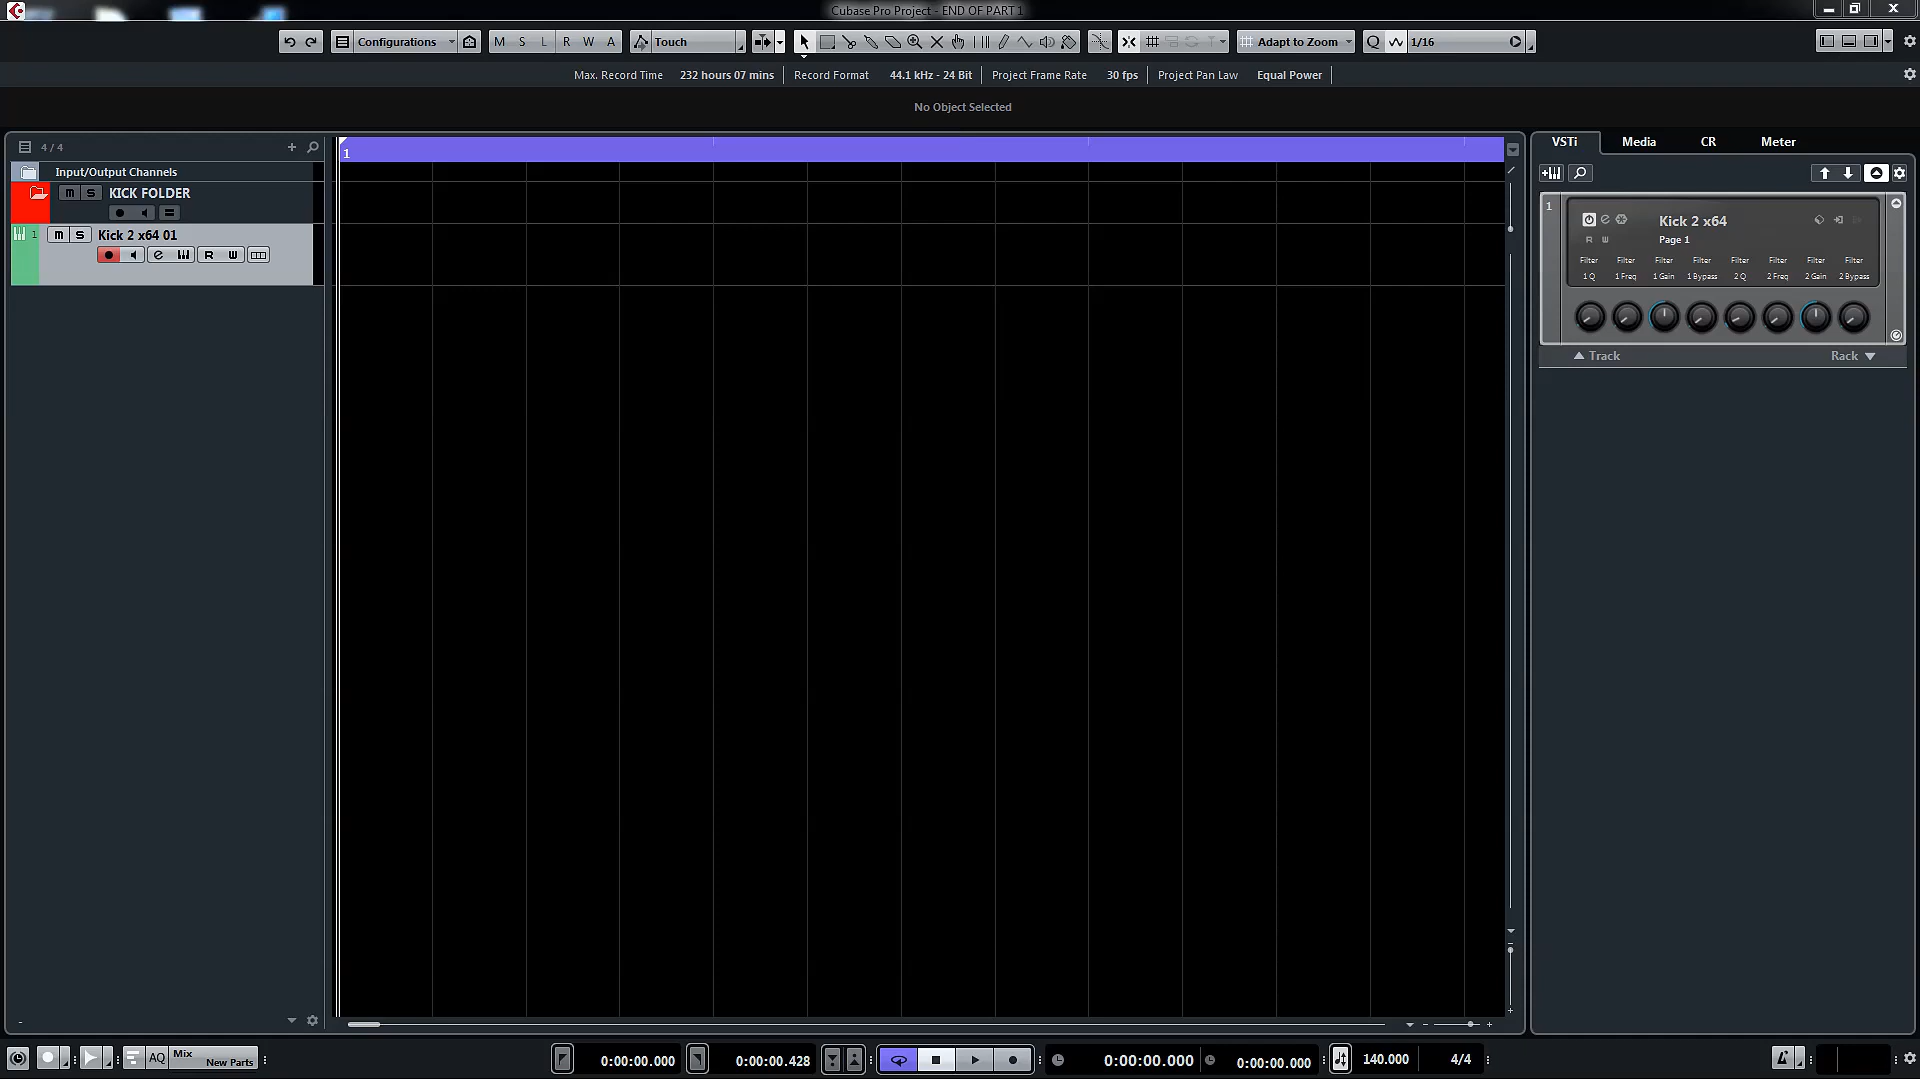 Cubase Pro Project - END OF PART 1
Configurations M S L R W A Touch Adapt to Zoom Q 1/16
Max. Record Time 232 hours 07 mins Record Format 44.1 kHz - 24 Bit Project Frame Rate 30 fps Project Pan Law Equal Power
No Object Selected
4 / 4
1
VSTi Media CR Meter
Input/Output Channels
m S KICK FOLDER
1 m S Kick 2 x64 01
e R W
1
e Kick 2 x64
R W Page 1
Filter Filter Filter Filter Filter Filter Filter Filter
1 Q 1 Freq 1 Gain 1 Bypass 2 Q 2 Freq 2 Gain 2 Bypass
Track Rack
AQ Mix New Parts
0:00:00.000 0:00:00.428 0:00:00.000 0:00:00.000 140.000 4/4